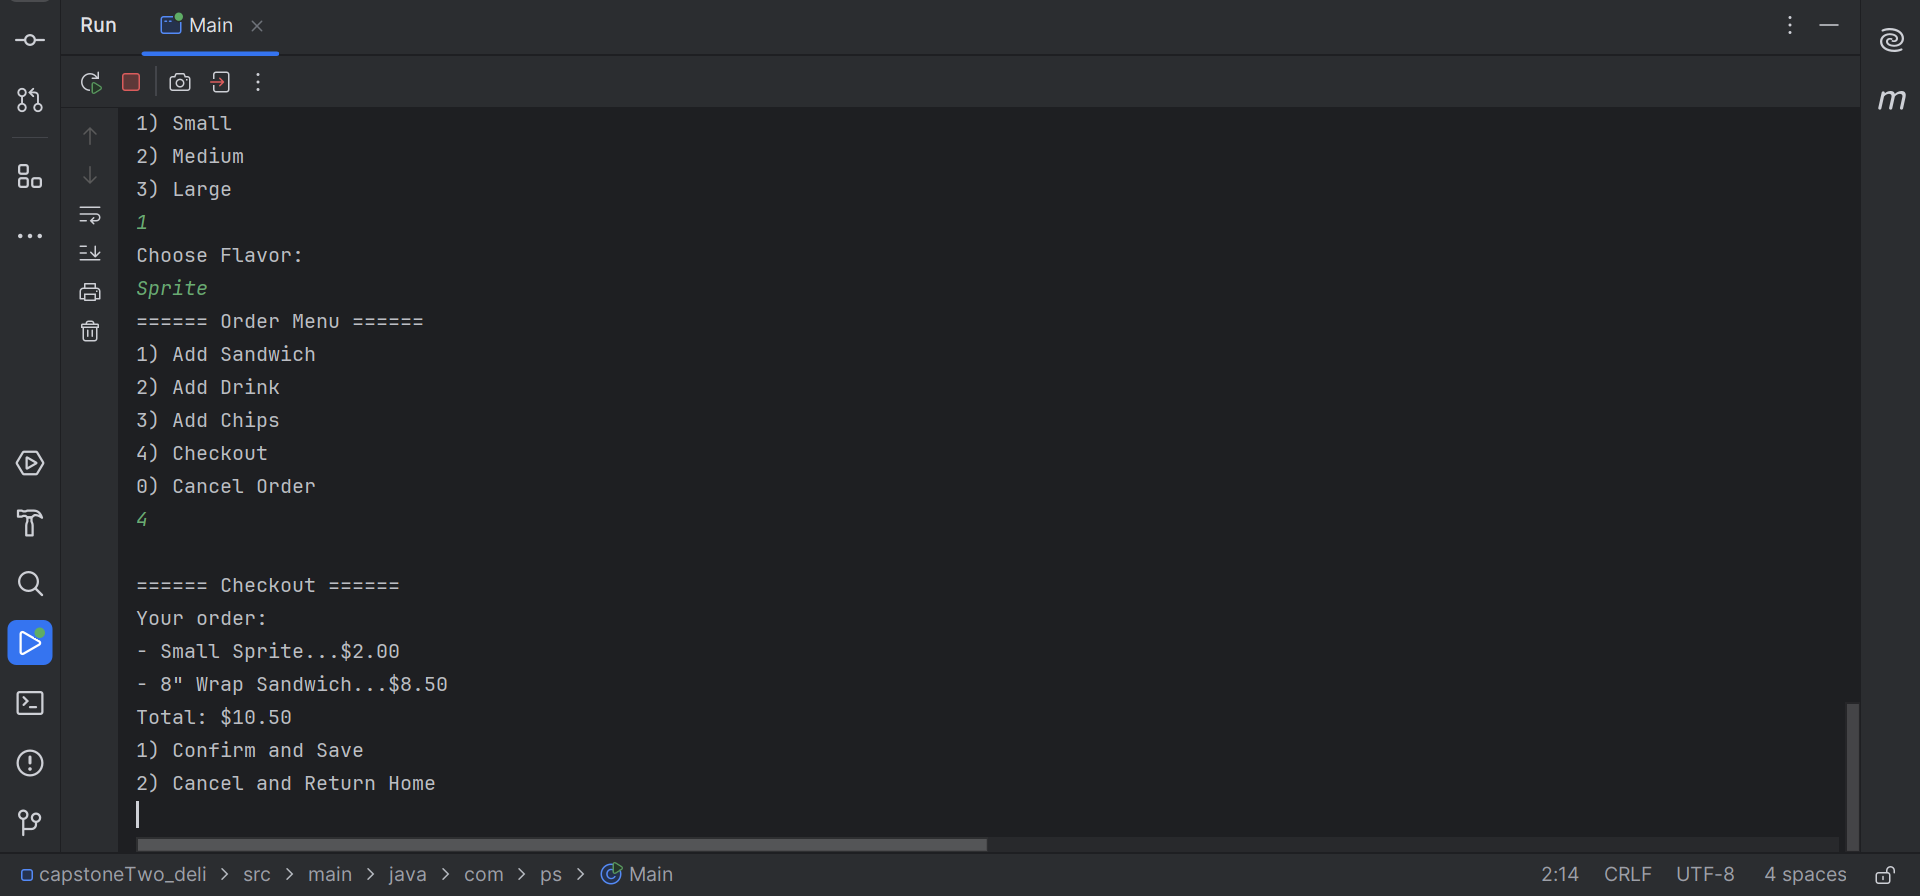 Run Main
1) Small
2) Medium
3) Large
1
Choose Flavor:
Sprite
====== Order Menu ======
1) Add Sandwich
2) Add Drink
3) Add Chips
4) Checkout
0) Cancel Order
4
====== Checkout ======
Your order:
- Small Sprite...$2.00
- 8" Wrap Sandwich...$8.50
Total: $10.50
1) Confirm and Save
2) Cancel and Return Home
capstoneTwo_deli > src > main > java > com > ps > Main 2:14 CRLF UTF-8 4 spaces
m